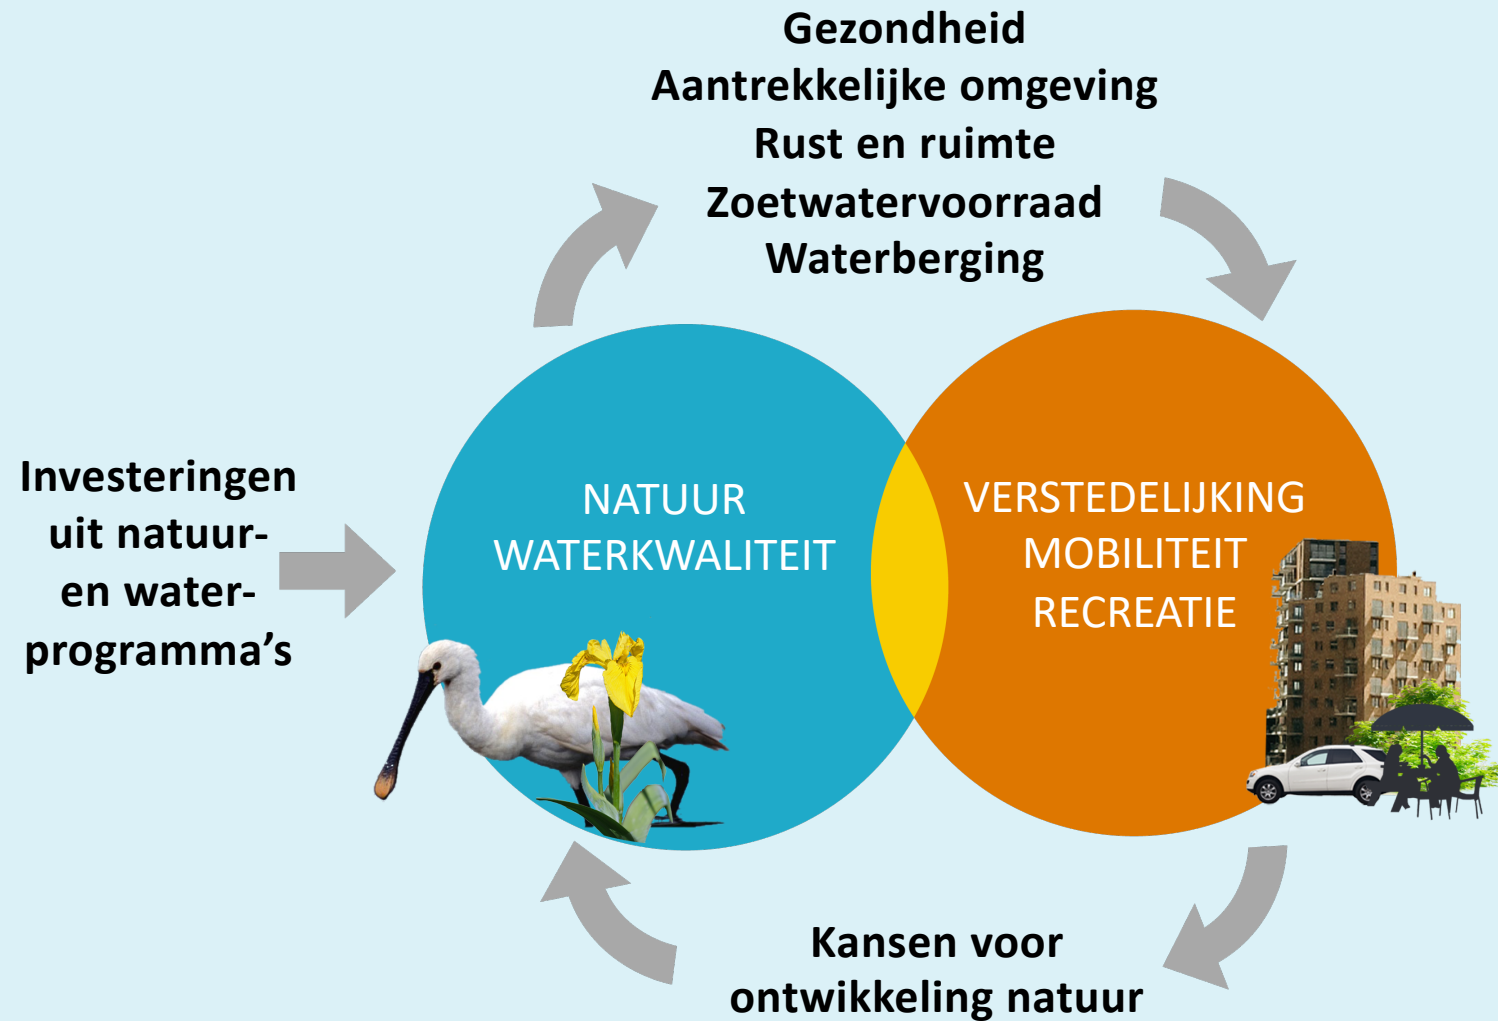 Gezondheid
Aantrekkelijke omgeving
Rust en ruimte
Zoetwatervoorraad
Waterberging
Investeringen
uit natuur-
en water-
programma’s
NATUUR
WATERKWALITEIT
VERSTEDELIJKING
MOBILITEIT
RECREATIE
Kansen voor
ontwikkeling natuur